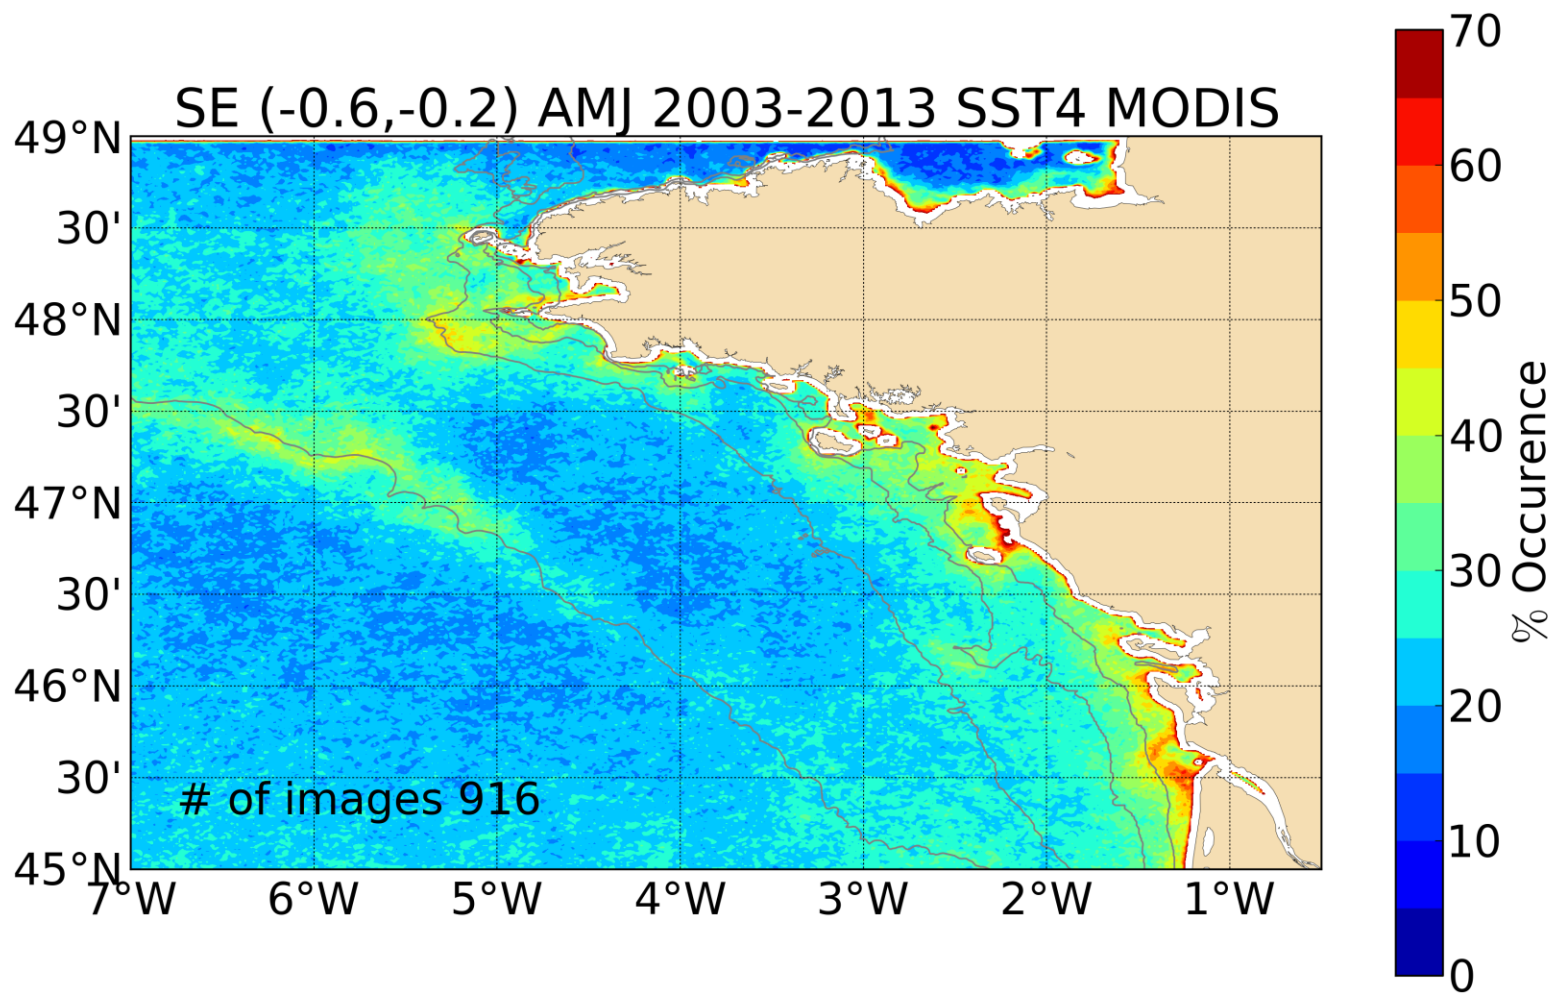 SE (-0.6,-0.2) AMJ 2003-2013 SST4 MODIS
49°N
30'
48°N
30'
47°N
30'
46°N
30'
45°N
# of images 916
7°W 6°W 5°W 4°W 3°W 2°W 1°W
70
60
50
40
30
20
10
0
% Occurence